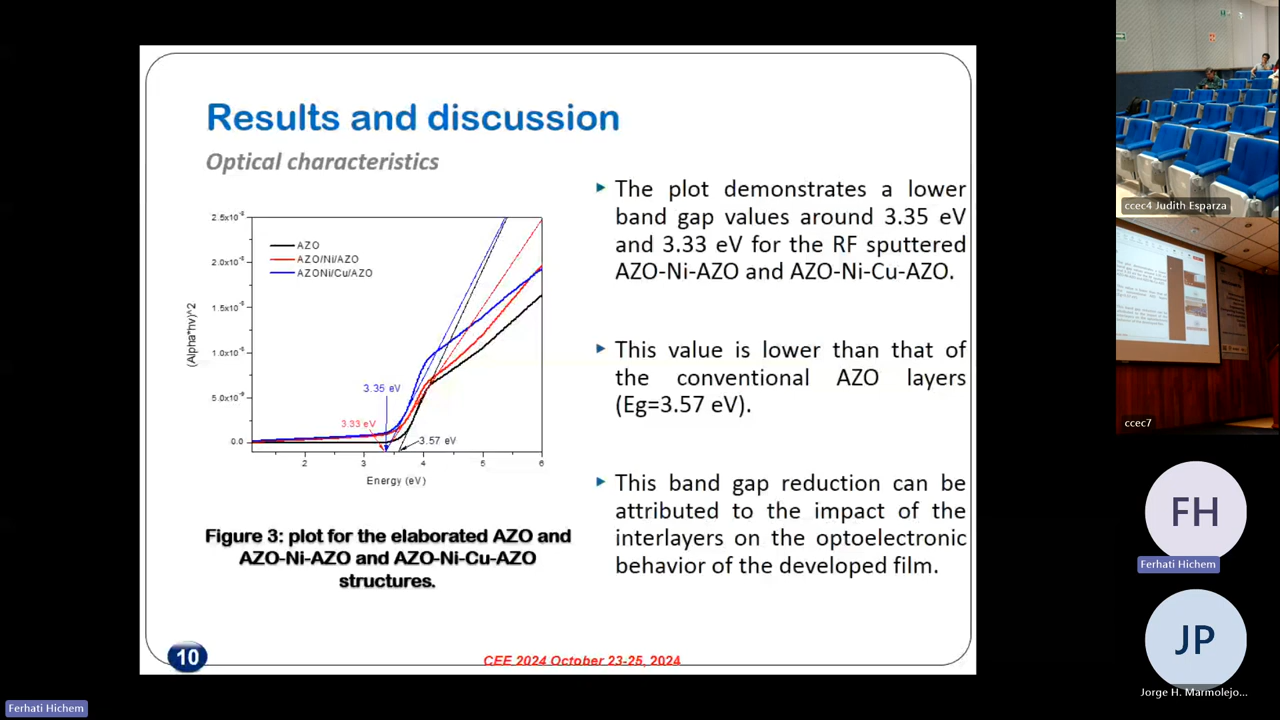 Results and discussion
Optical characteristics
2.5x10⁻⁸
2.0x10⁻⁸
1.5x10⁻⁸
1.0x10⁻⁸
5.0x10⁻⁹
0.0
(Alpha*hv)^2
AZO
AZO/Ni/AZO
AZONi/Cu/AZO
3.35 eV
3.33 eV
3.57 eV
2 3 4 5 6
Energy (eV)
Figure 3: plot for the elaborated AZO and
AZO-Ni-AZO and AZO-Ni-Cu-AZO
structures.
The plot demonstrates a lower
band gap values around 3.35 eV
and 3.33 eV for the RF sputtered
AZO-Ni-AZO and AZO-Ni-Cu-AZO.
This value is lower than that of
the conventional AZO layers
(Eg=3.57 eV).
This band gap reduction can be
attributed to the impact of the
interlayers on the optoelectronic
behavior of the developed film.
10
CEE 2024 October 23-25, 2024
Ferhati Hichem
ccec4 Judith Esparza
ccec7
FH
Ferhati Hichem
JP
Jorge H. Marmolejo...